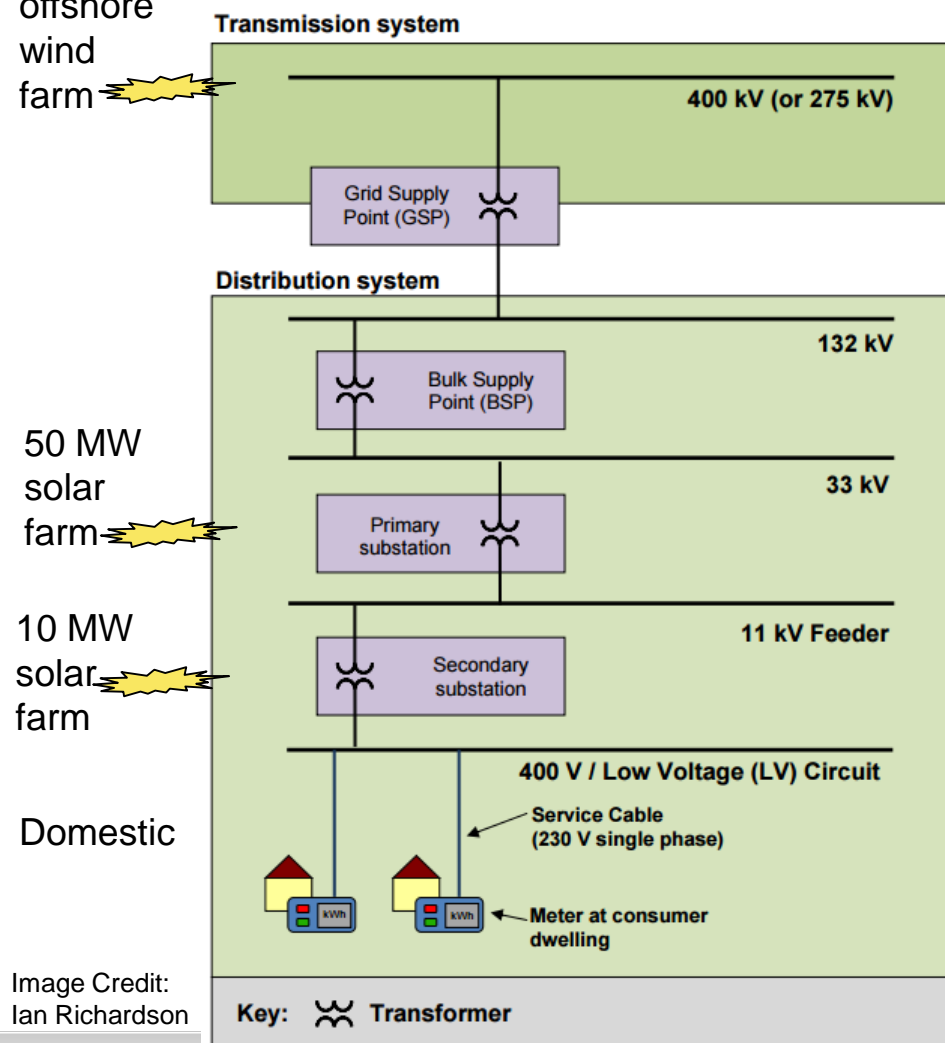 offshore
wind
farm
Transmission system
400 kV (or 275 kV)
Grid Supply
Point (GSP)
Distribution system
132 kV
Bulk Supply
Point (BSP)
50 MW
solar
farm
33 kV
Primary
substation
10 MW
solar
farm
11 kV Feeder
Secondary
substation
400 V / Low Voltage (LV) Circuit
Domestic
Service Cable
(230 V single phase)
kWh
kWh
Meter at consumer
dwelling
Image Credit:
Ian Richardson
Key:
Transformer